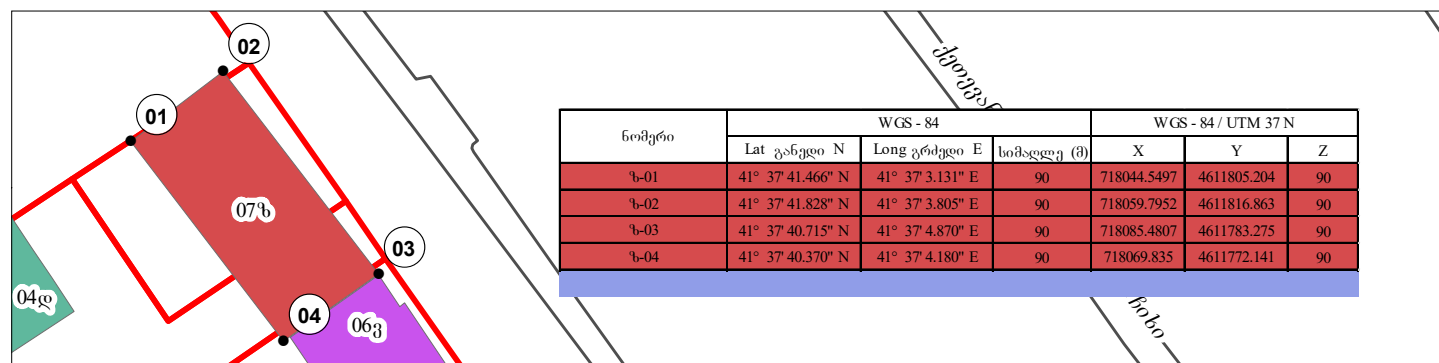 02
01
07ზ
03
04
04დ
06ვ
ქეთევან
ნომერი WGS - 84 WGS - 84 / UTM 37 N
Lat განედი N Long გრძედი E სიმაღლე (მ) X Y Z
ზ-01 41° 37' 41.466" N 41° 37' 3.131" E 90 718044.5497 4611805.204 90
ზ-02 41° 37' 41.828" N 41° 37' 3.805" E 90 718059.7952 4611816.863 90
ზ-03 41° 37' 40.715" N 41° 37' 4.870" E 90 718085.4807 4611783.275 90
ზ-04 41° 37' 40.370" N 41° 37' 4.180" E 90 718069.835 4611772.141 90
ჩიხი